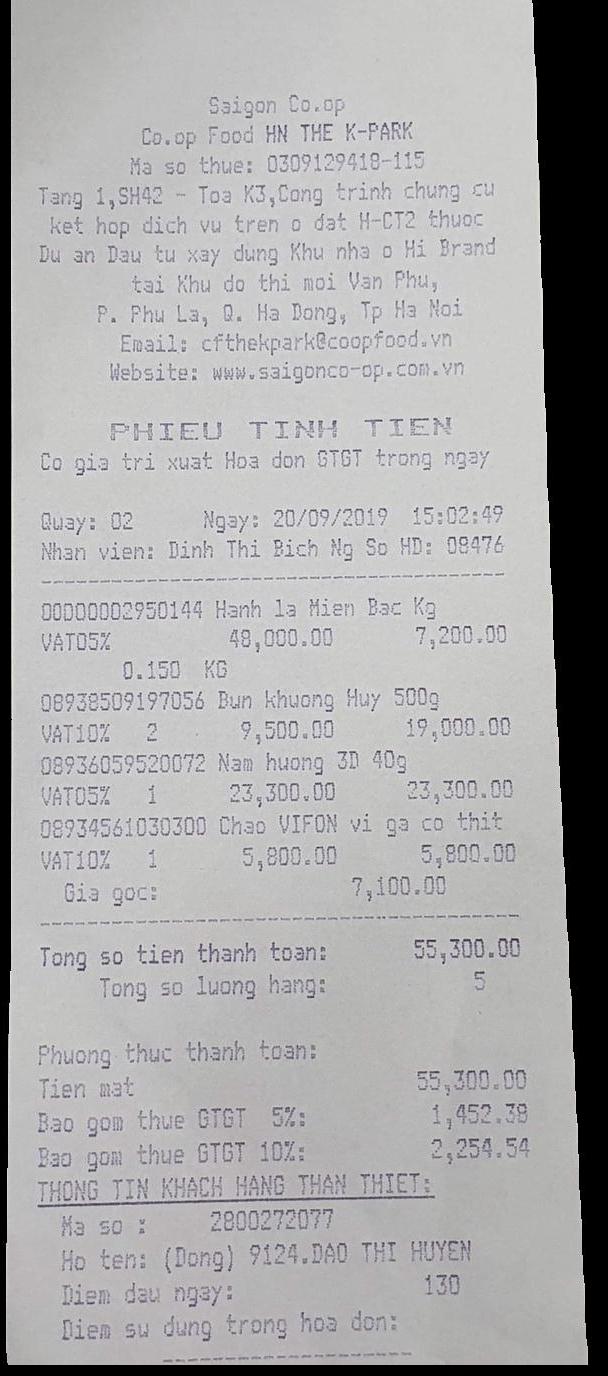 Saigon Co.op
Co.op Food HN THE K-PARK
Ma so thue: 0309129418-115
Tang 1,SH42 - Toa K3,Cong trinh chung cu
ket hop dich vu tren o dat H-CT2 thuoc
Du an Dau tu xay dung Khu nha o Hi Brand
tai Khu do thi moi Van Phu,
P. Phu La, Q. Ha Dong, Tp Ha Noi
Email: cfthekpark@coopfood.vn
Website: www.saigonco-op.com.vn
PHIEU TINH TIEN
Co gia tri xuat Hoa don GTGT trong ngay
Quay: 02 Ngay: 20/09/2019 15:02:49
Nhan vien: Dinh Thi Bich Ng So HD: 08476
00000002950144 Hanh la Mien Bac Kg
VAT05% 48,000.00 7,200.00
0.150 KG
08938509197056 Bun khuong Huy 500g
VAT10% 2 9,500.00 19,000.00
08936059520072 Nam huong 3D 40g
VAT05% 1 23,300.00 23,300.00
08934561030300 Chao VIFON vi ga co thit
VAT10% 1 5,800.00 5,800.00
Gia goc: 7,100.00
Tong so tien thanh toan: 55,300.00
Tong so luong hang: 5
Phuong thuc thanh toan:
Tien mat 55,300.00
Bao gom thue GTGT 5%: 1,452.38
Bao gom thue GTGT 10%: 2,254.54
THONG TIN KHACH HANG THAN THIET:
Ma so : 2800272077
Ho ten: (Dong) 9124.DAO THI HUYEN
Diem dau ngay: 130
Diem su dung trong hoa don: